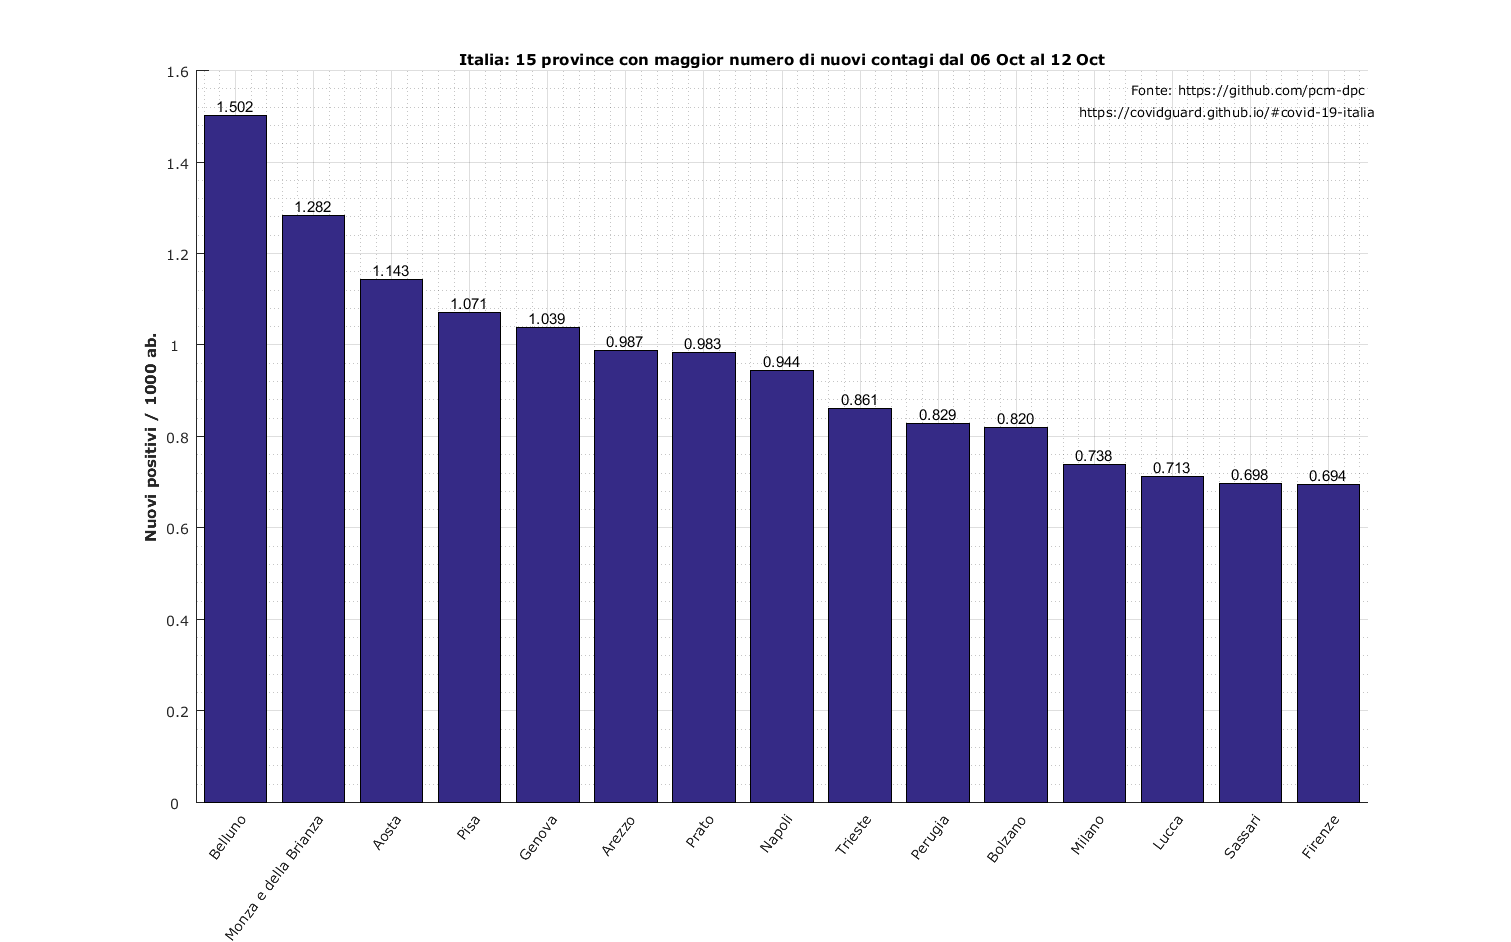 Italia: 15 province con maggior numero di nuovi contagi dal 06 Oct al 12 Oct
Fonte: https://github.com/pcm-dpc
https://covidguard.github.io/#covid-19-italia
Nuovi positivi / 1000 ab.
1.6
1.4
1.2
1
0.8
0.6
0.4
0.2
0
1.502
1.282
1.143
1.071
1.039
0.987
0.983
0.944
0.861
0.829
0.820
0.738
0.713
0.698
0.694
Belluno
Monza e della Brianza
Aosta
Pisa
Genova
Arezzo
Prato
Napoli
Trieste
Perugia
Bolzano
Milano
Lucca
Sassari
Firenze